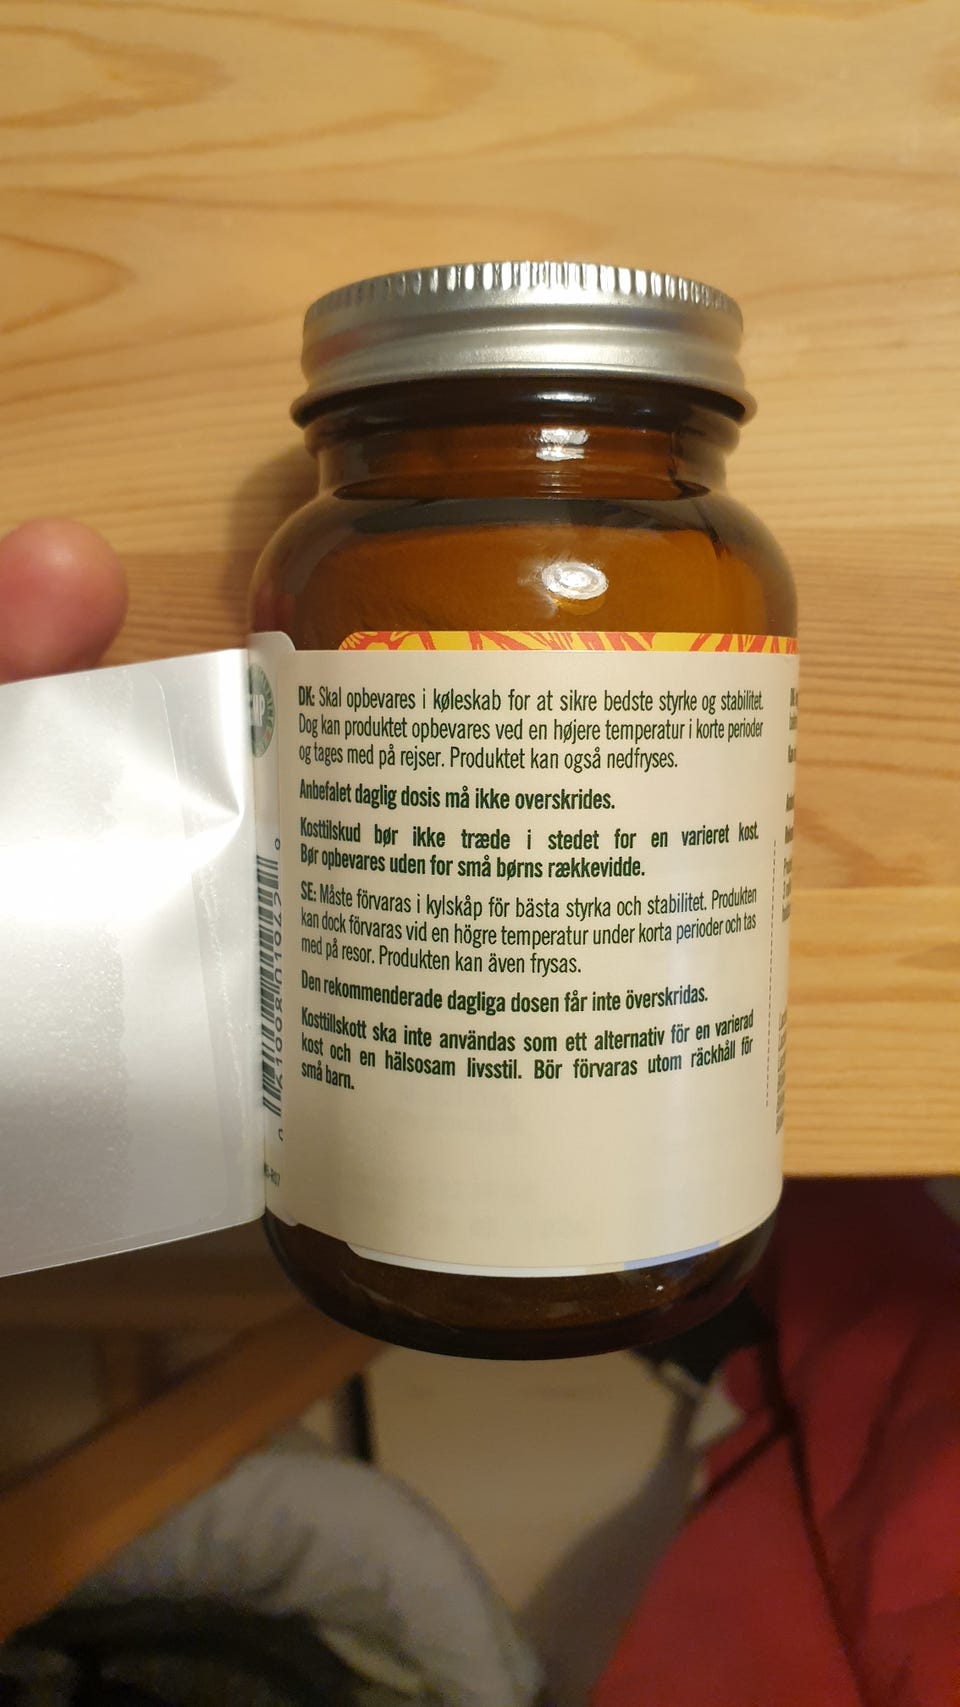 DK: Skal opbevares i køleskab for at sikre bedste styrke og stabilitet.
Dog kan produktet opbevares ved en højere temperatur i korte perioder
og tages med på rejser. Produktet kan også nedfryses.
Anbefalet daglig dosis må ikke overskrides.
Kosttilskud bør ikke træde i stedet for en varieret kost.
Bør opbevares uden for små børns rækkevidde.
SE: Måste förvaras i kylskåp för bästa styrka och stabilitet. Produkten
kan dock förvaras vid en högre temperatur under korta perioder och tas
med på resor. Produkten kan även frysas.
Den rekommenderade dagliga dosen får inte överskridas.
Kosttillskott ska inte användas som ett alternativ för en varierad
kost och en hälsosam livsstil. Bör förvaras utom räckhåll för
små barn.